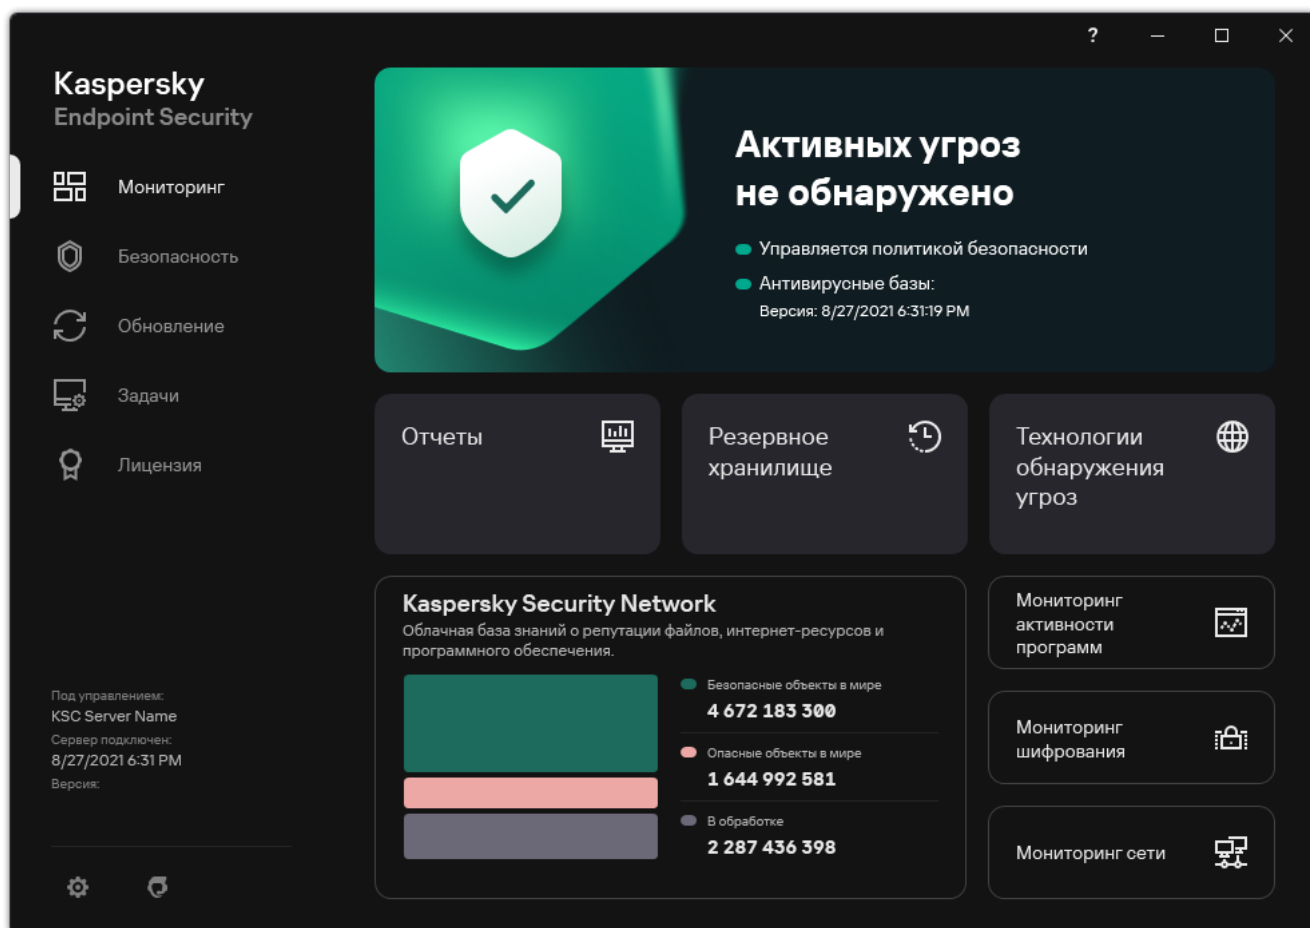 ?
Kaspersky
Endpoint Security
Мониторинг
Безопасность
Обновление
Задачи
Лицензия
Под управлением:
KSC Server Name
Сервер подключен:
8/27/2021 6:31 PM
Версия:
Активных угроз
не обнаружено
Управляется политикой безопасности
Антивирусные базы:
Версия: 8/27/2021 6:31:19 PM
Отчеты
Резервное
хранилище
Технологии
обнаружения
угроз
Kaspersky Security Network
Облачная база знаний о репутации файлов, интернет-ресурсов и
программного обеспечения.
Безопасные объекты в мире
4 672 183 300
Опасные объекты в мире
1 644 992 581
В обработке
2 287 436 398
Мониторинг
активности
программ
Мониторинг
шифрования
Мониторинг сети